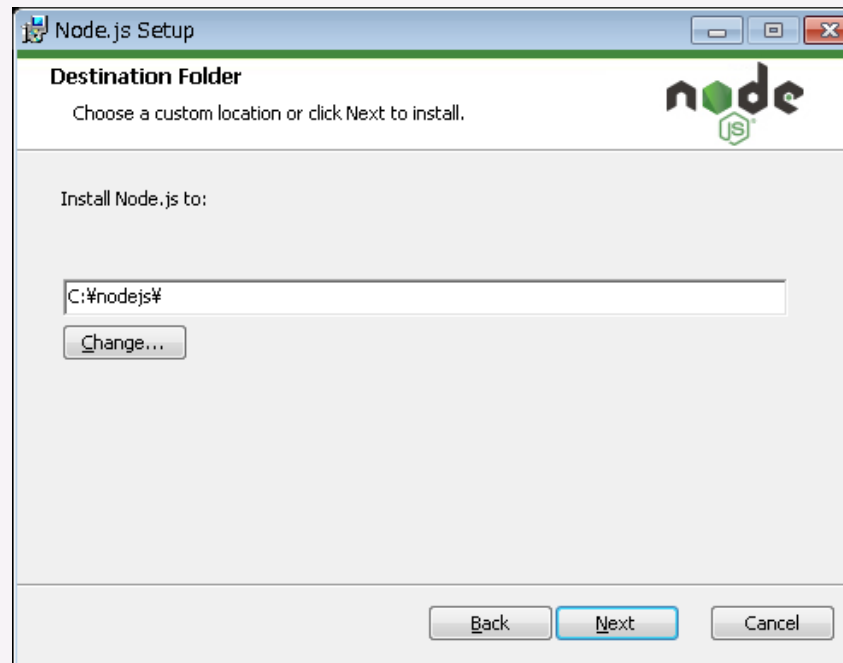 Node.js Setup
Destination Folder
Choose a custom location or click Next to install.
node
JS
Install Node.js to:
C:¥nodejs¥
Change...
Back
Next
Cancel